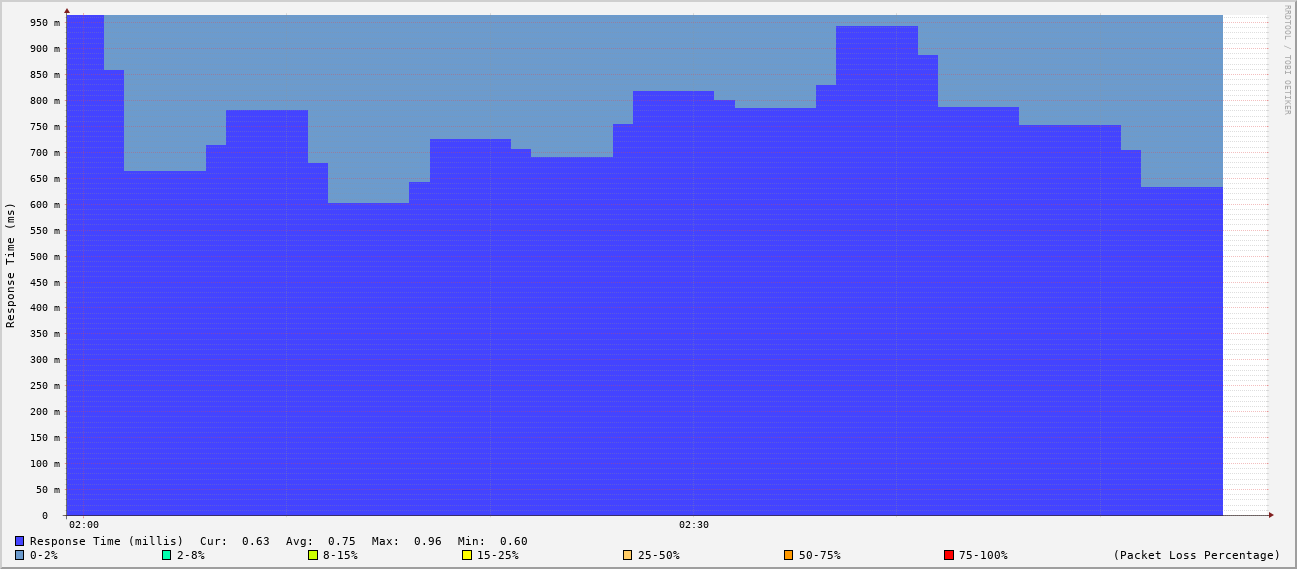 RRDTOOL / TOBI OETIKER
Response Time (ms)
950 m
900 m
850 m
800 m
750 m
700 m
650 m
600 m
550 m
500 m
450 m
400 m
350 m
300 m
250 m
200 m
150 m
100 m
50 m
0
02:00 02:30
Response Time (millis) Cur: 0.63 Avg: 0.75 Max: 0.96 Min: 0.60
0-2% 2-8% 8-15% 15-25% 25-50% 50-75% 75-100% (Packet Loss Percentage)